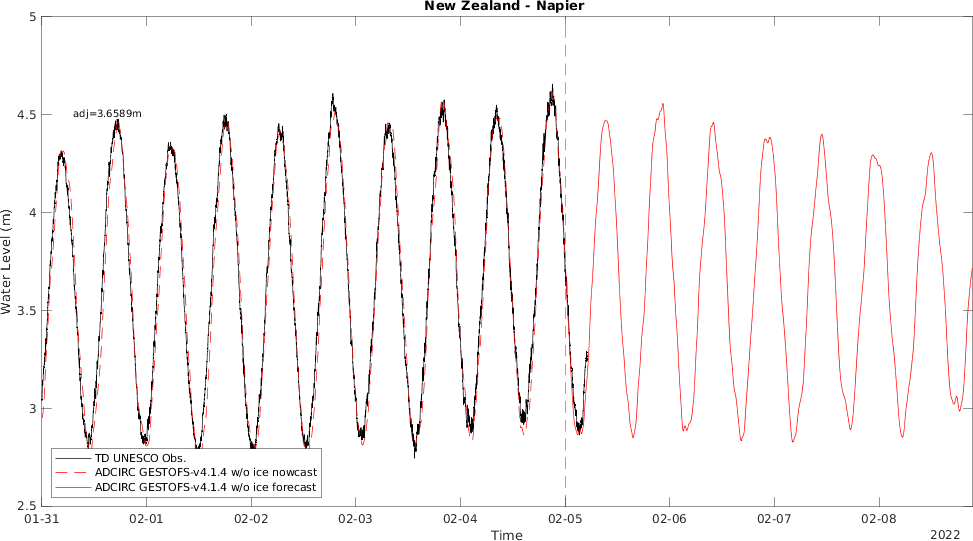 New Zealand - Napier
5
4.5
4
3.5
3
2.5
Water Level (m)
adj=3.6589m
TD UNESCO Obs.
ADCIRC GESTOFS-v4.1.4 w/o ice nowcast
ADCIRC GESTOFS-v4.1.4 w/o ice forecast
01-31 02-01 02-02 02-03 02-04 02-05 02-06 02-07 02-08
Time
2022